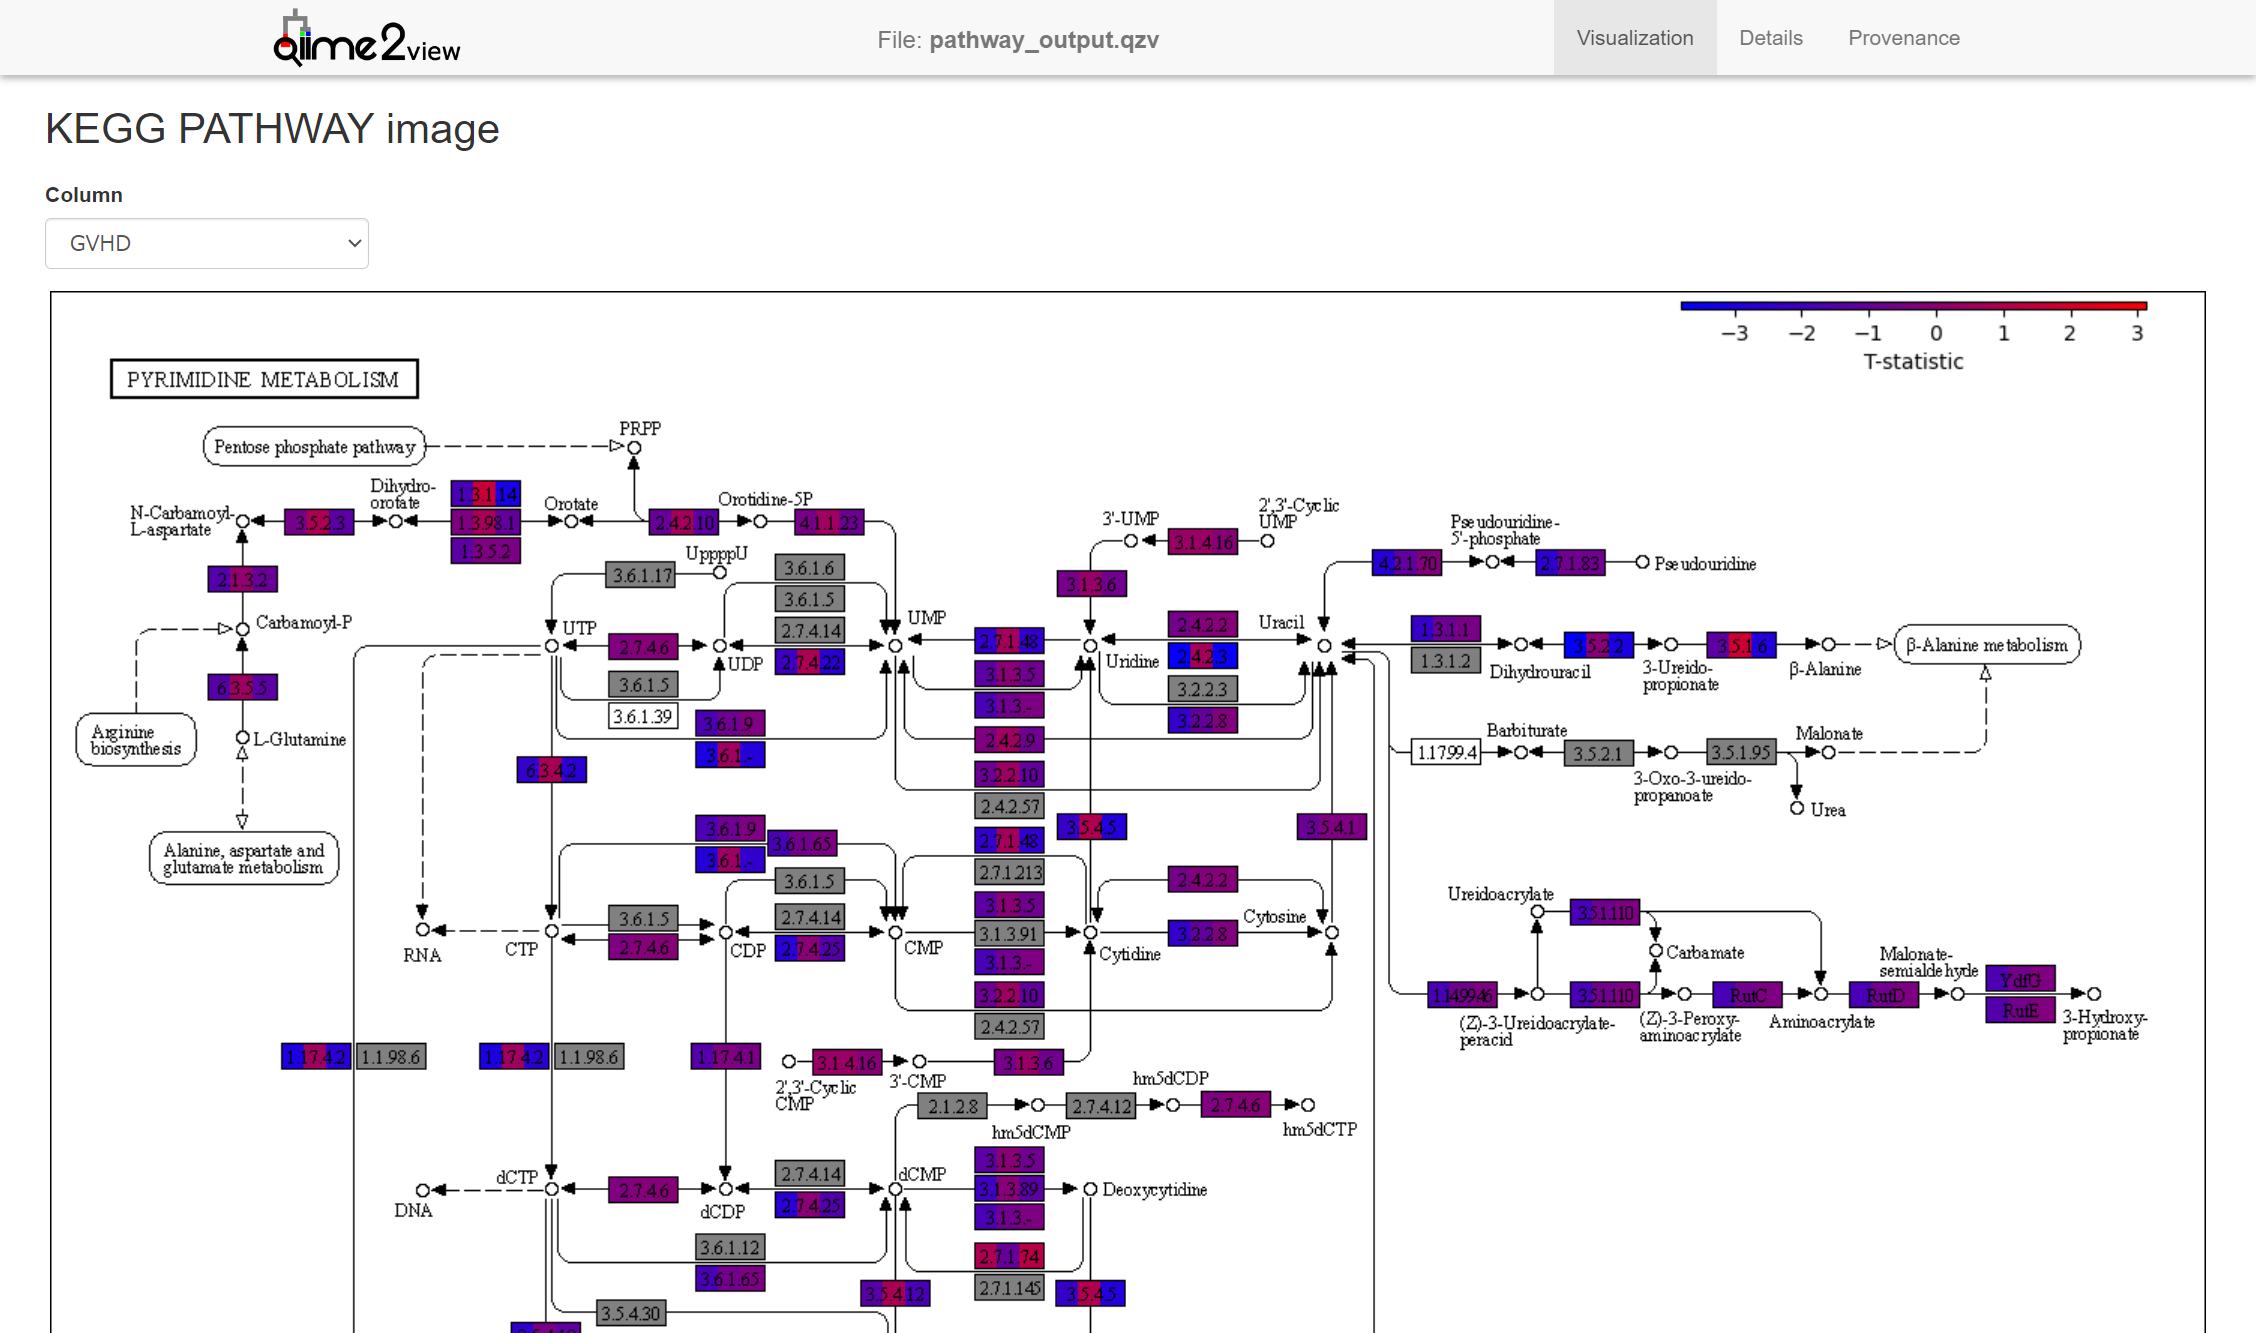 Qiime2view
File: pathway_output.qzv
Visualization
Details
Provenance
KEGG PATHWAY image
Column
GVHD
−3 −2 −1 0 1 2 3
T-statistic
PYRIMIDINE METABOLISM
Pentose phosphate pathway
PRPP
N-Carbamoyl-
L-aspartate
3.5.2.3
Dihydro-
orotate
1.3.1.14
1.3.98.1
1.3.5.2
Orotate
2.4.2.10
Orotidine-5P
4.1.1.23
2.1.3.2
Carbamoyl-P
6.3.5.5
Arginine
biosynthesis
L-Glutamine
Alanine, aspartate and
glutamate metabolism
UppppU
3.6.1.17
3.6.1.6
3.6.1.5
2.7.4.14
2.7.4.22
UTP
2.7.4.6
UDP
UMP
3.6.1.5
3.6.1.39
3.6.1.9
3.6.1.-
6.3.4.2
3'-UMP
3.1.4.16
2',3'-Cyclic
UMP
3.1.3.6
2.7.1.48
3.1.3.5
3.1.3.-
2.4.2.9
3.2.2.10
2.4.2.57
Uridine
2.4.2.2
2.4.2.3
3.2.2.3
3.2.2.8
Uracil
Pseudouridine-
5'-phosphate
4.2.1.70
2.7.1.83
Pseudouridine
1.3.1.1
1.3.1.2
Dihydrouracil
3.5.2.2
3-Ureido-
propionate
3.5.1.6
β-Alanine
β-Alanine metabolism
1.1.99.4
Barbiturate
3.5.2.1
3-Oxo-3-ureido-
propanoate
3.5.1.95
Malonate
Urea
3.6.1.9
3.6.1.-
3.6.1.65
3.6.1.5
2.7.4.14
2.7.4.25
2.7.1.48
2.7.1.213
3.1.3.5
3.1.3.91
3.1.3.-
3.2.2.10
2.4.2.57
3.5.4.5
3.5.4.1
2.4.2.2
Cytosine
3.2.2.8
RNA
CTP
3.6.1.5
2.7.4.6
CDP
CMP
Cytidine
Ureidoacrylate
3.5.1.110
Carbamate
1.14.99.46
(Z)-3-Ureidoacrylate-
peracid
3.5.1.110
(Z)-3-Peroxy-
aminoacrylate
RutC
Aminoacrylate
RutD
Malonate-
semialdehyde
YdfG
RutE
3-Hydroxy-
propionate
1.17.4.2
1.1.98.6
1.17.4.2
1.1.98.6
1.17.4.1
2',3'-Cyclic
CMP
3.1.4.16
3'-CMP
3.1.3.6
2.1.2.8
hm5dCMP
2.7.4.12
hm5dCDP
2.7.4.6
hm5dCTP
DNA
dCTP
2.7.4.6
dCDP
2.7.4.14
2.7.4.25
dCMP
3.1.3.5
3.1.3.89
3.1.3.-
Deoxycytidine
3.6.1.12
3.6.1.65
2.7.1.74
2.7.1.145
3.5.4.12
3.5.4.5
3.5.4.30